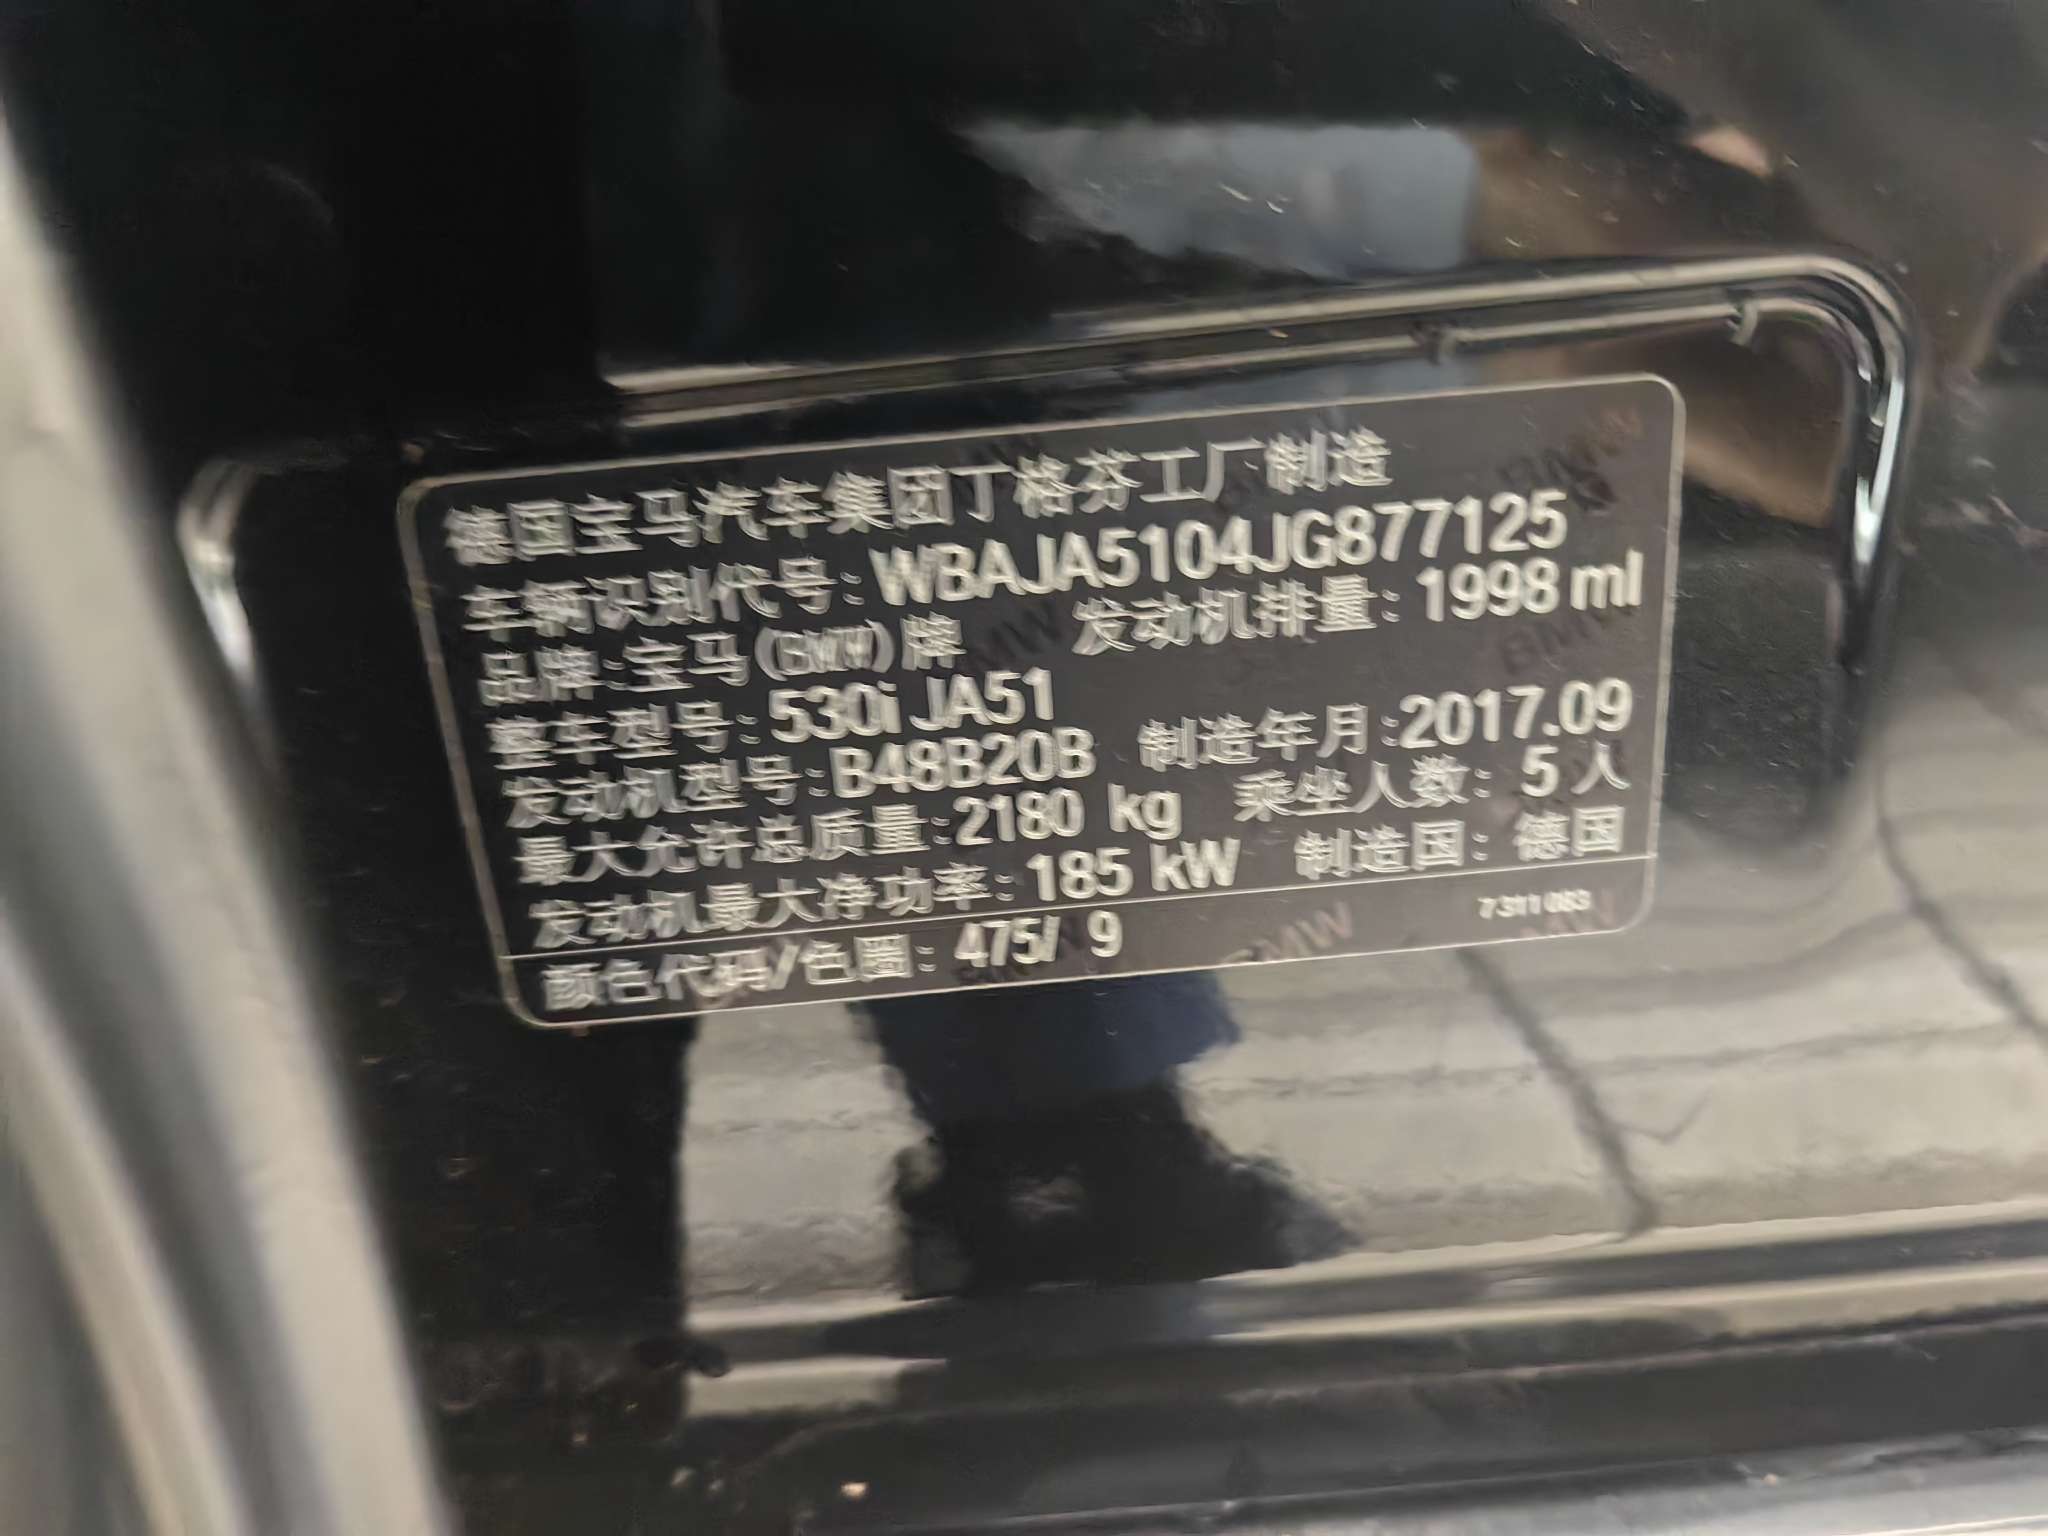 德国宝马汽车集团丁格芬工厂制造
车辆识别代号: WBAJA5104JG877125
品牌:宝马(BMW)牌 发动机排量: 1998 ml
整车型号: 530i JA51
发动机型号: B48B20B 制造年月:2017.09
最大允许总质量:2180 kg 乘坐人数: 5 人
发动机最大净功率: 185 kW 制造国: 德国
颜色代码/色圈: 475/ 9
7311083